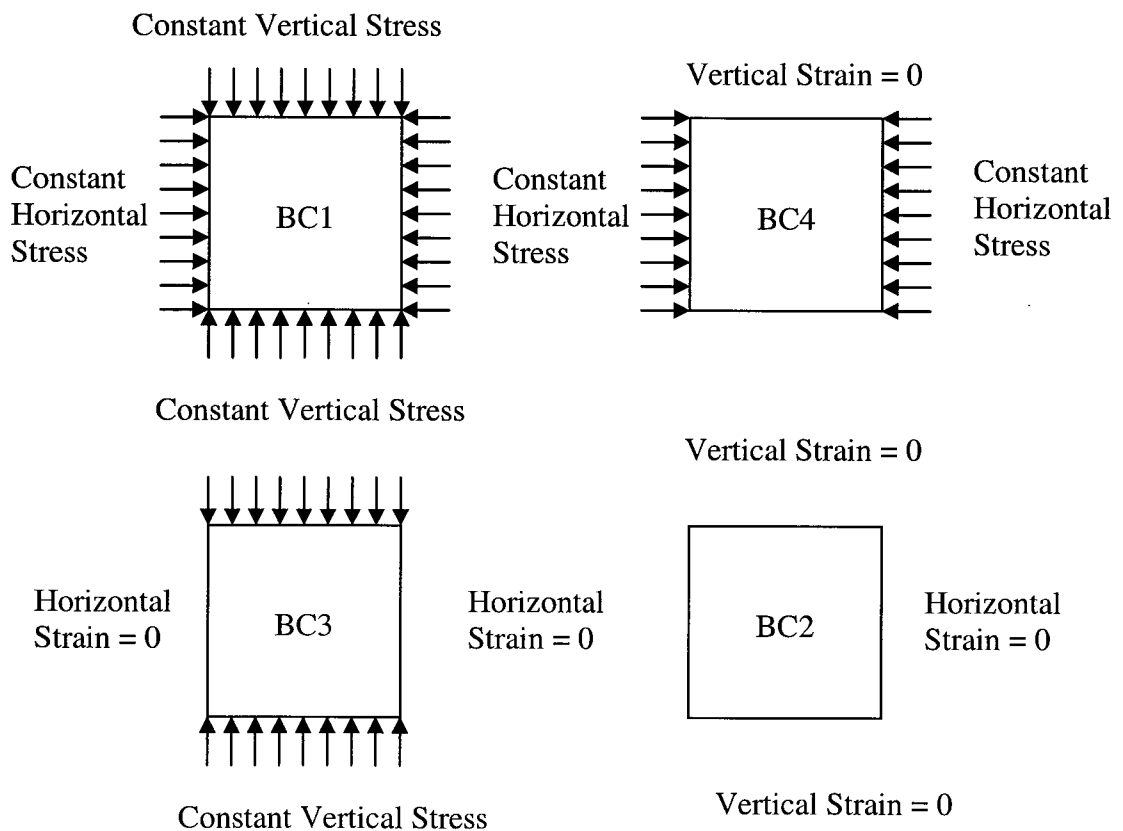 Constant Vertical Stress
Constant
Horizontal
Stress
BC1
Constant
Horizontal
Stress
Constant Vertical Stress
Vertical Strain = 0
BC4
Constant
Horizontal
Stress
Vertical Strain = 0
Horizontal
Strain = 0
BC3
Horizontal
Strain = 0
Constant Vertical Stress
BC2
Horizontal
Strain = 0
Vertical Strain = 0